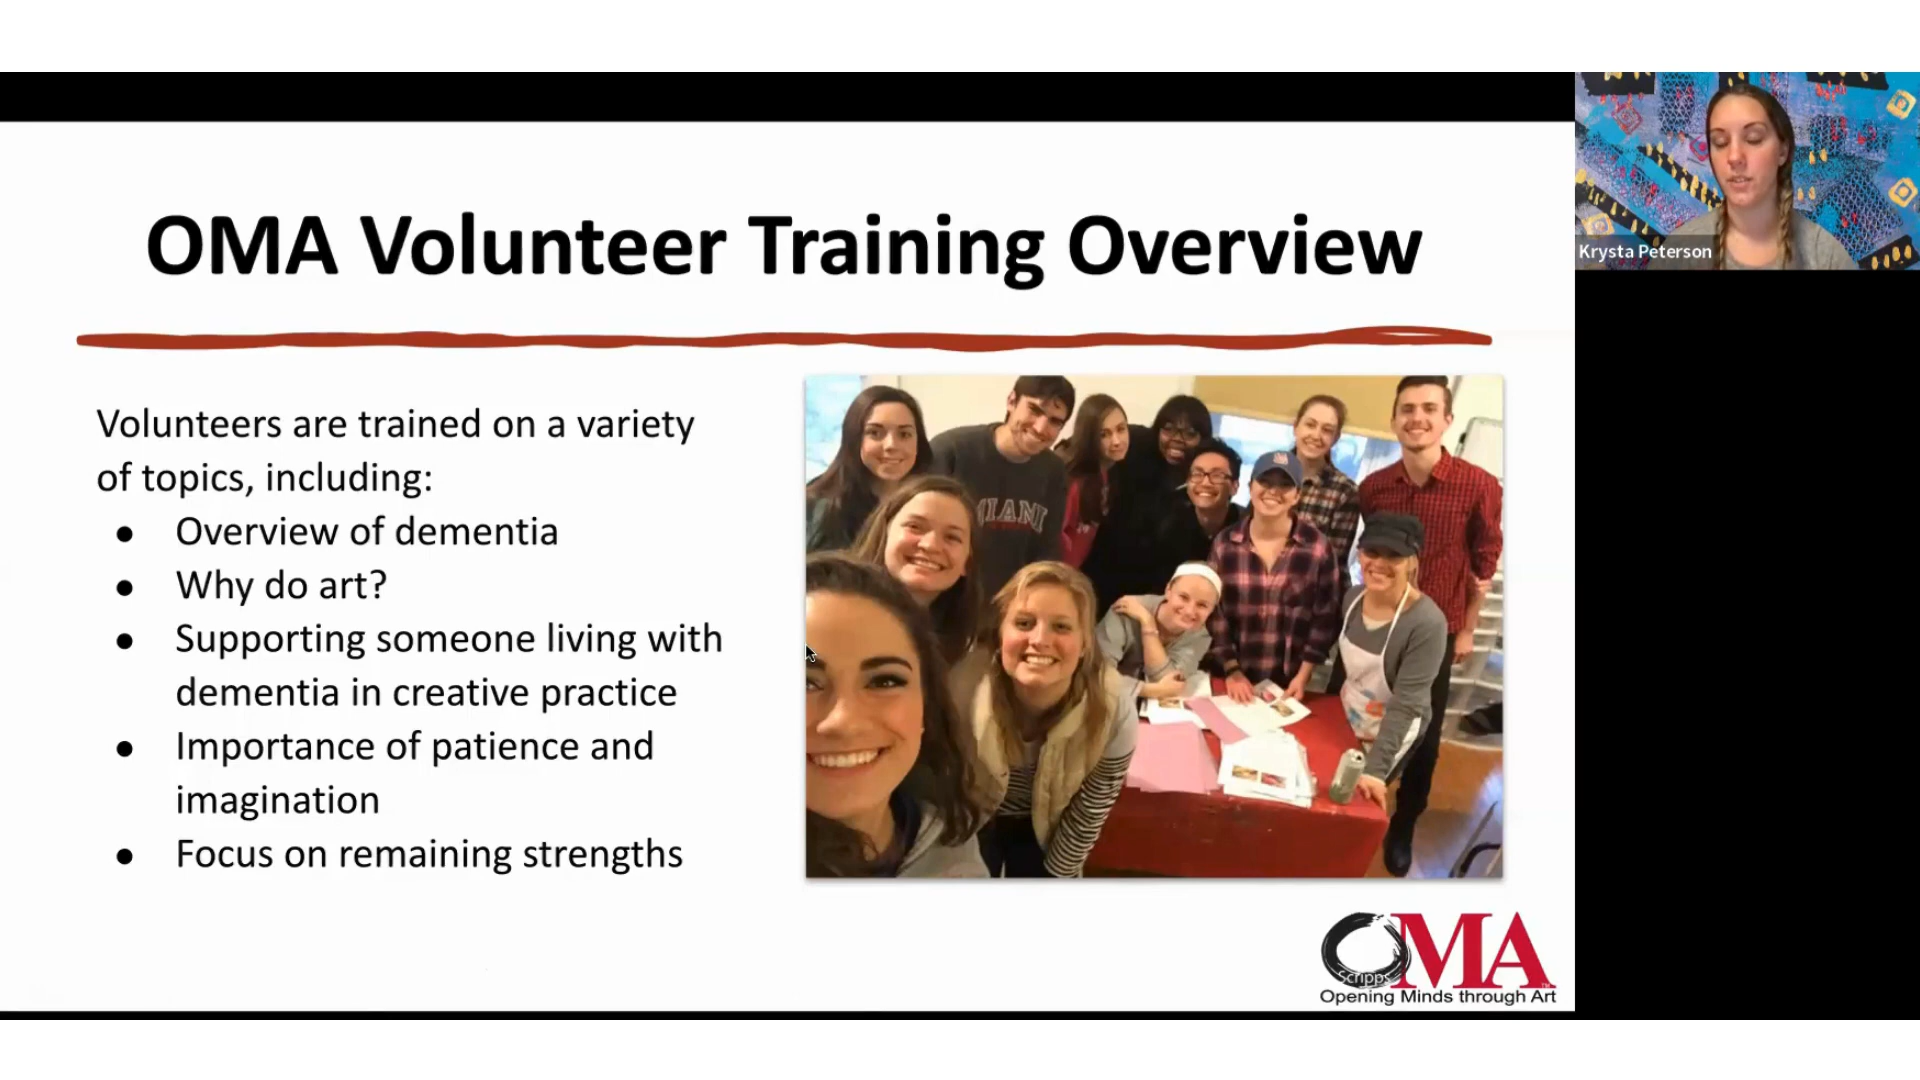 OMA Volunteer Training Overview
Krysta Peterson
Volunteers are trained on a variety
of topics, including:
● Overview of dementia
● Why do art?
● Supporting someone living with
dementia in creative practice
● Importance of patience and
imagination
● Focus on remaining strengths
MIAMI
OMA
Scripps
Opening Minds through Art